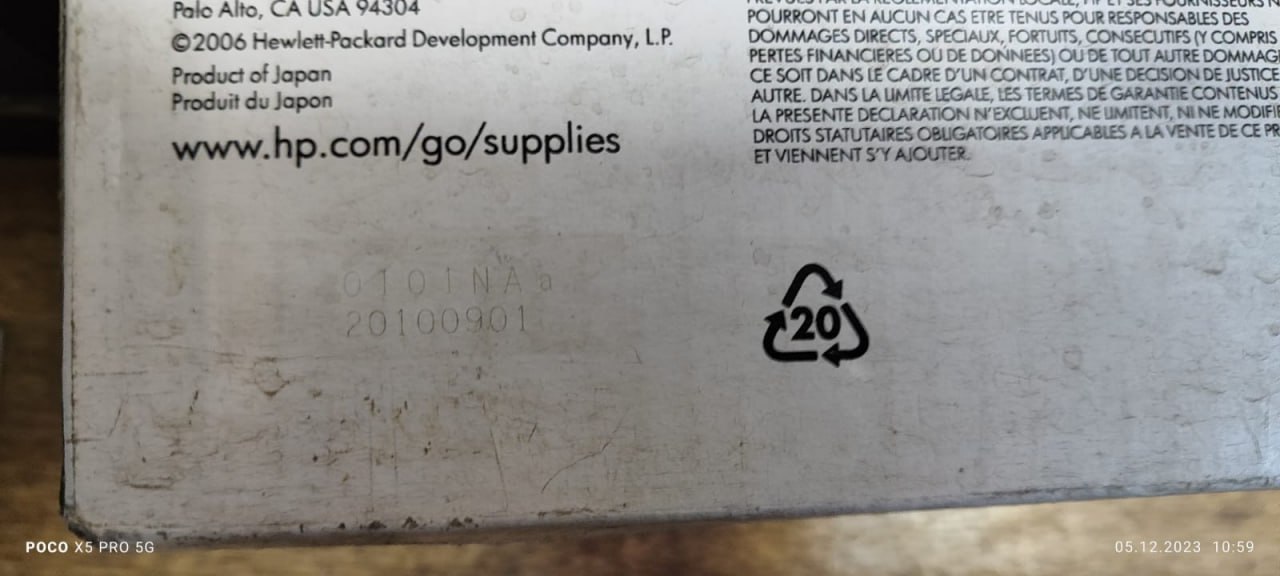 Palo Alto, CA USA 94304
©2006 Hewlett-Packard Development Company, L.P.
Product of Japan
Produit du Japon
www.hp.com/go/supplies
POURRONT EN AUCUN CAS ETRE TENUS POUR RESPONSABLES DES
DOMMAGES DIRECTS, SPECIAUX, FORTUITS, CONSECUTIFS (Y COMPRIS
PERTES FINANCIERES OU DE DONNEES) OU DE TOUT AUTRE DOMMAG
CE SOIT DANS LE CADRE D'UN CONTRAT, D'UNE DECISION DE JUSTICE
AUTRE. DANS LA LIMITE LEGALE, LES TERMES DE GARANTIE CONTENUS
LA PRESENTE DECLARATION N'EXCLUENT, NE LIMITENT, NI NE MODIFI
DROITS STATUTAIRES OBLIGATOIRES APPLICABLES A LA VENTE DE CE PR
ET VIENNENT S'Y AJOUTER.
0101NA a
20100901
20
POCO X5 PRO 5G
05.12.2023 10:59